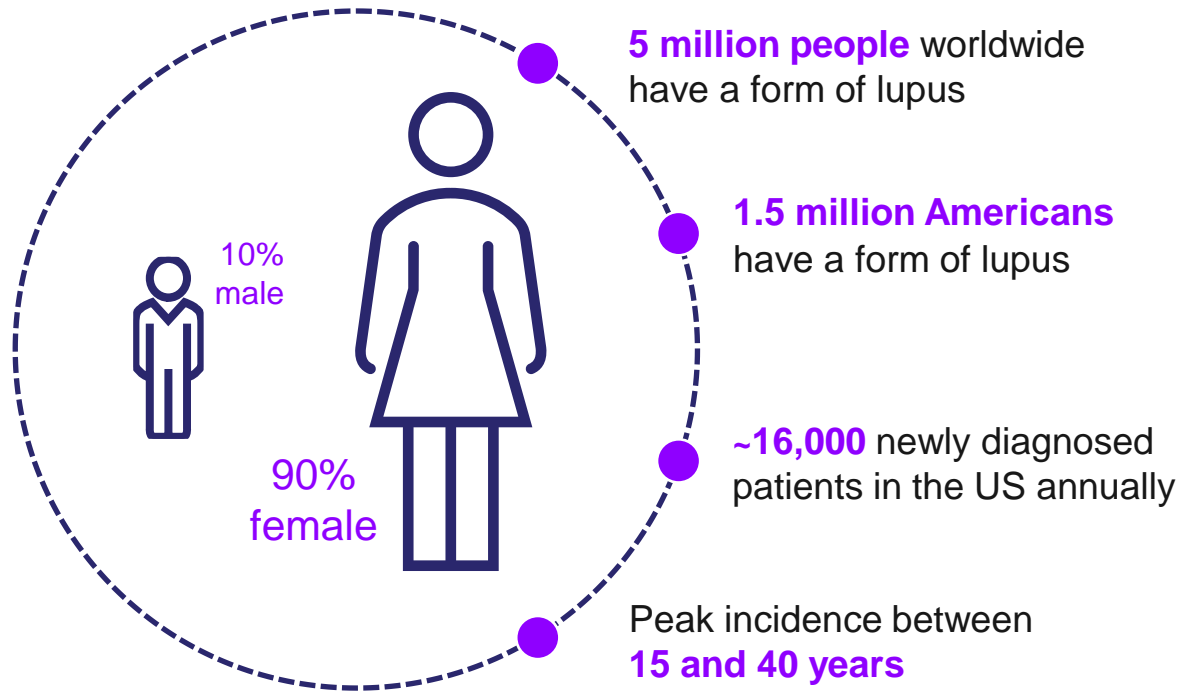 5 million people worldwide
have a form of lupus
1.5 million Americans
have a form of lupus
10%
male
~16,000 newly diagnosed
patients in the US annually
90%
female
Peak incidence between
15 and 40 years